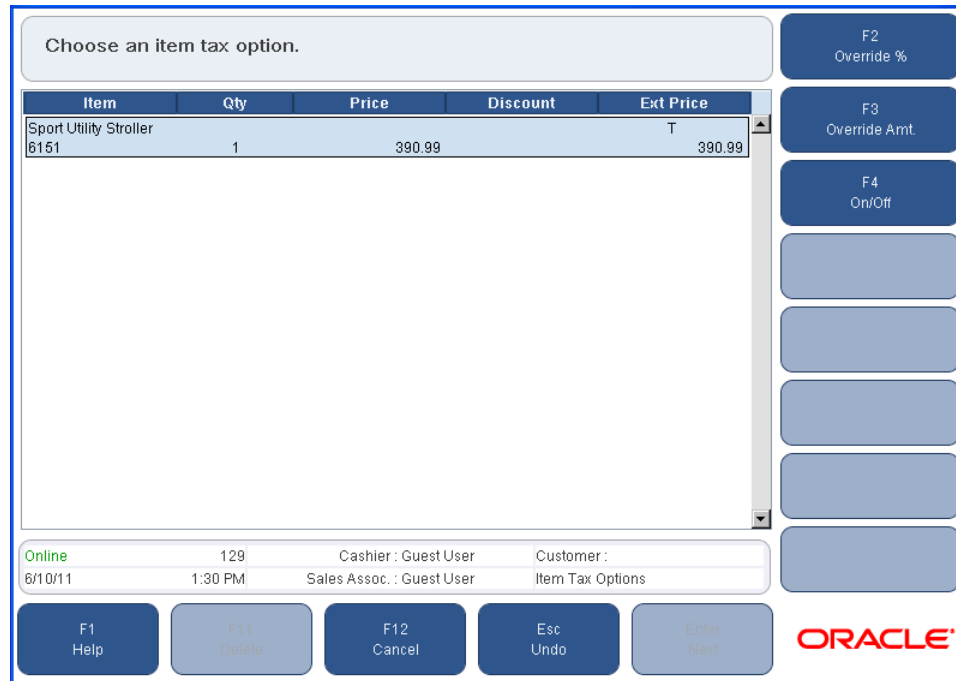 Choose an item tax option.
F2
Override %
F3
Override Amt.
F4
On/Off
Item Qty Price Discount Ext Price
Sport Utility Stroller T
6151 1 390.99 390.99
Online 129 Cashier : Guest User Customer :
6/10/11 1:30 PM Sales Assoc. : Guest User Item Tax Options
F1
Help
F11
Delete
F12
Cancel
Esc
Undo
Enter
Next
ORACLE